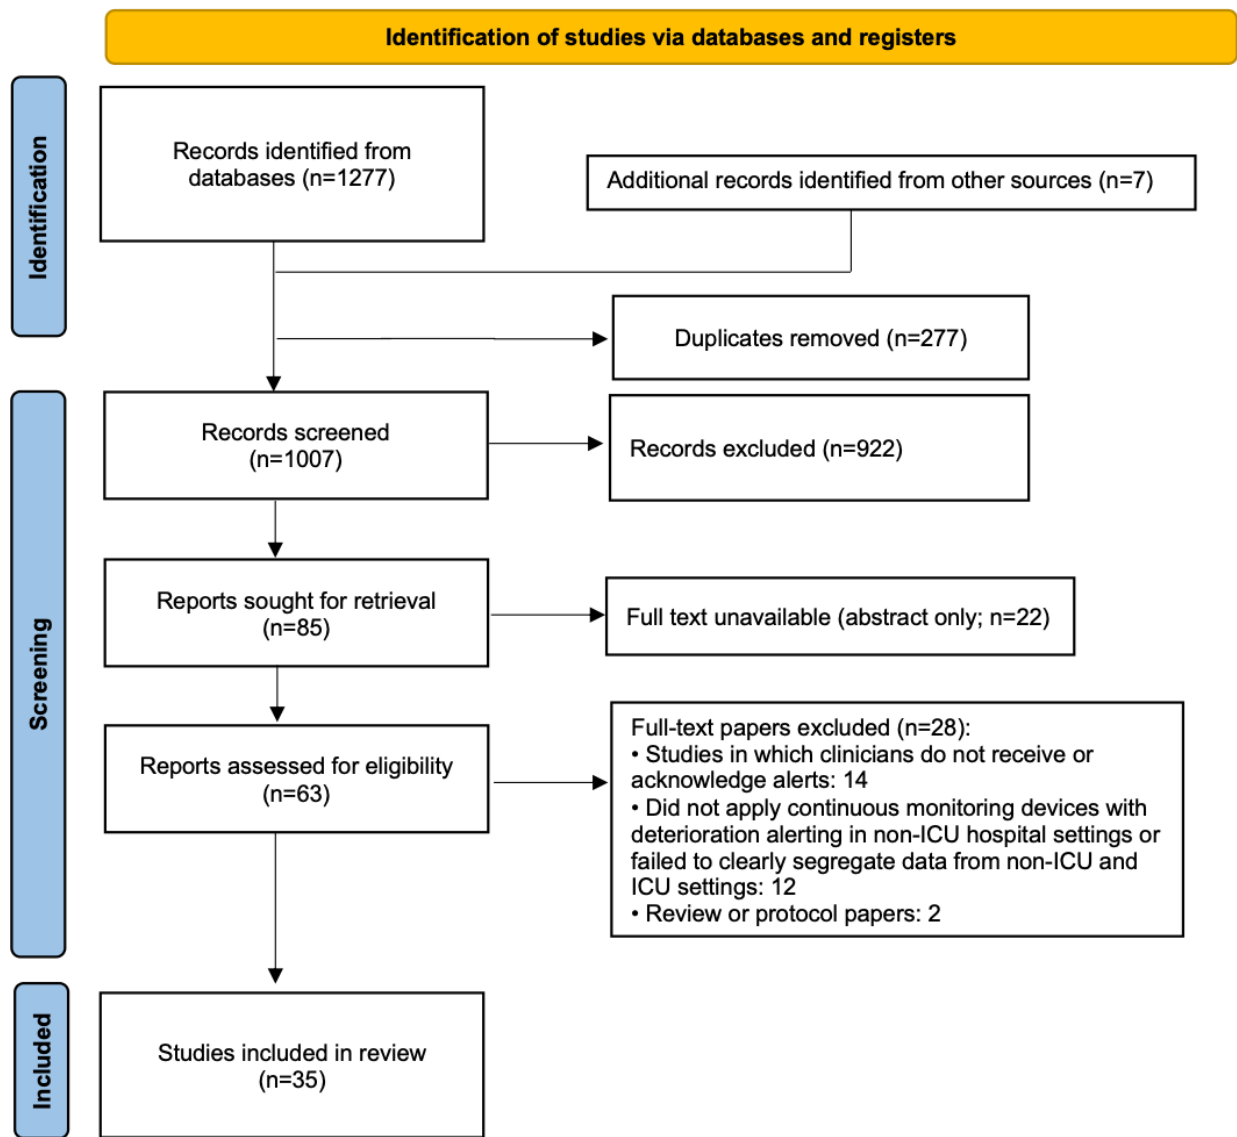 Identification of studies via databases and registers
Identification
Records identified from
databases (n=1277)
Additional records identified from other sources (n=7)
Duplicates removed (n=277)
Screening
Records screened
(n=1007)
Records excluded (n=922)
Reports sought for retrieval
(n=85)
Full text unavailable (abstract only; n=22)
Reports assessed for eligibility
(n=63)
Full-text papers excluded (n=28):
• Studies in which clinicians do not receive or
acknowledge alerts: 14
• Did not apply continuous monitoring devices with
deterioration alerting in non-ICU hospital settings or
failed to clearly segregate data from non-ICU and
ICU settings: 12
• Review or protocol papers: 2
Included
Studies included in review
(n=35)